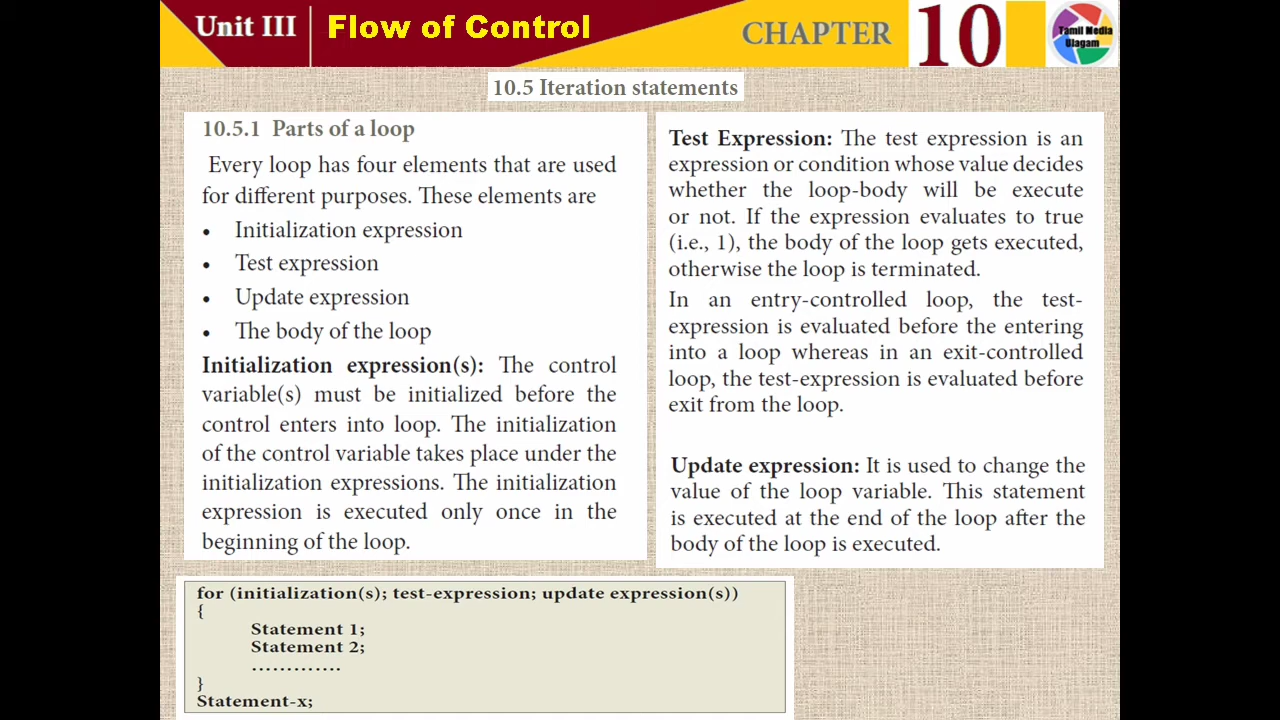 Unit III
Flow of Control
CHAPTER 10
Tamil Media
Ulagam
10.5 Iteration statements
10.5.1 Parts of a loop
Every loop has four elements that are used
for different purposes. These elements are
• Initialization expression
• Test expression
• Update expression
• The body of the loop
Initialization expression(s): The control
variable(s) must be initialized before the
control enters into loop. The initialization
of the control variable takes place under the
initialization expressions. The initialization
expression is executed only once in the
beginning of the loop.
Test Expression: The test expression is an
expression or condition whose value decides
whether the loop-body will be execute
or not. If the expression evaluates to true
(i.e., 1), the body of the loop gets executed,
otherwise the loop is terminated.
In an entry-controlled loop, the test-
expression is evaluated before the entering
into a loop whereas in an exit-controlled
loop, the test-expression is evaluated before
exit from the loop.
Update expression: It is used to change the
value of the loop variable. This statement
is executed at the end of the loop after the
body of the loop is executed.
for (initialization(s); test-expression; update expression(s))
{
Statement 1;
Statement 2;
………….
}
Statement-x;